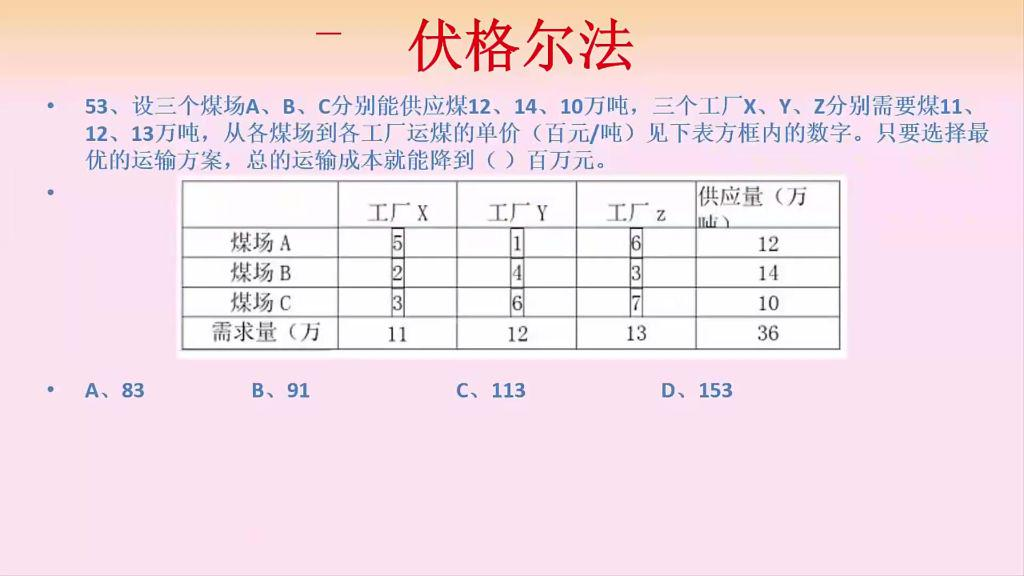 伏格尔法
53、设三个煤场A、B、C分别能供应煤12、14、10万吨，三个工厂X、Y、Z分别需要煤11、
12、13万吨，从各煤场到各工厂运煤的单价（百元/吨）见下表方框内的数字。只要选择最
优的运输方案，总的运输成本就能降到（ ）百万元。
工厂 X 工厂 Y 工厂 z 供应量（万
吨）
煤场 A 5 1 6 12
煤场 B 2 4 3 14
煤场 C 3 6 7 10
需求量（万 11 12 13 36
A、83 B、91 C、113 D、153